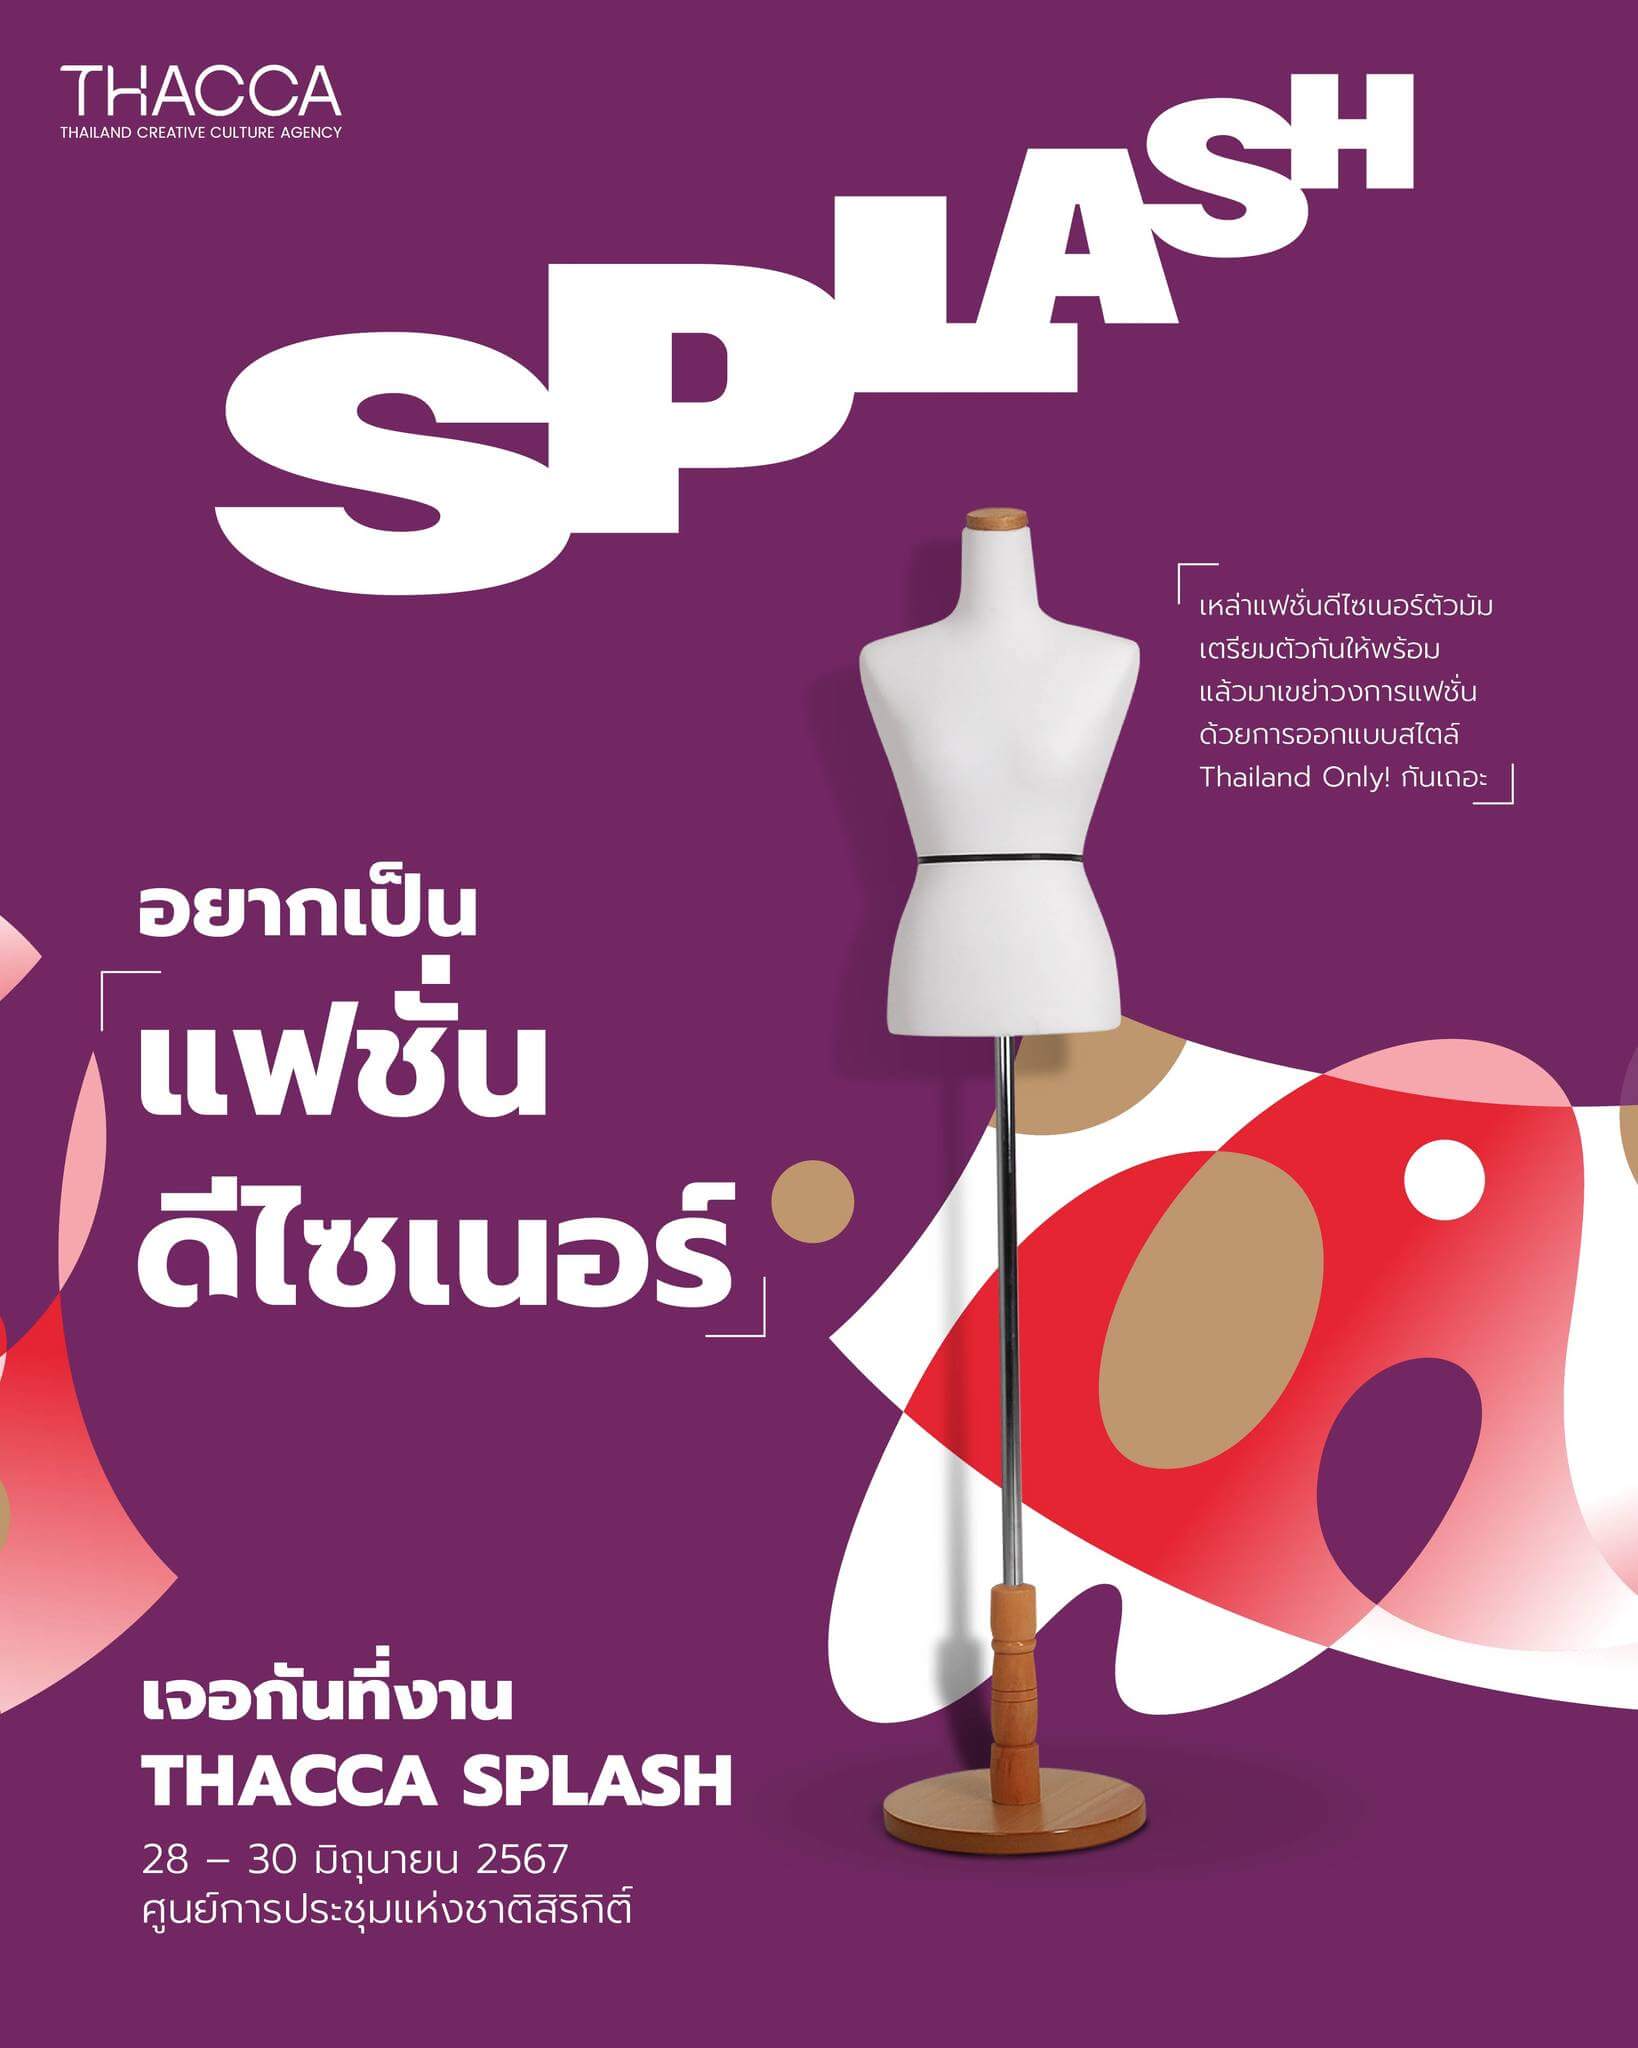 THACCA
THAILAND CREATIVE CULTURE AGENCY
SPLASH
เหล่าแฟชั่นดีไซเนอร์ตัวมัม
เตรียมตัวกันให้พร้อม
แล้วมาเขย่าวงการแฟชั่น
ด้วยการออกแบบสไตล์
Thailand Only! กันเถอะ
อยากเป็น
แฟชั่น
ดีไซเนอร์
เจอกันที่งาน
THACCA SPLASH
28 – 30 มิถุนายน 2567
ศูนย์การประชุมแห่งชาติสิริกิติ์